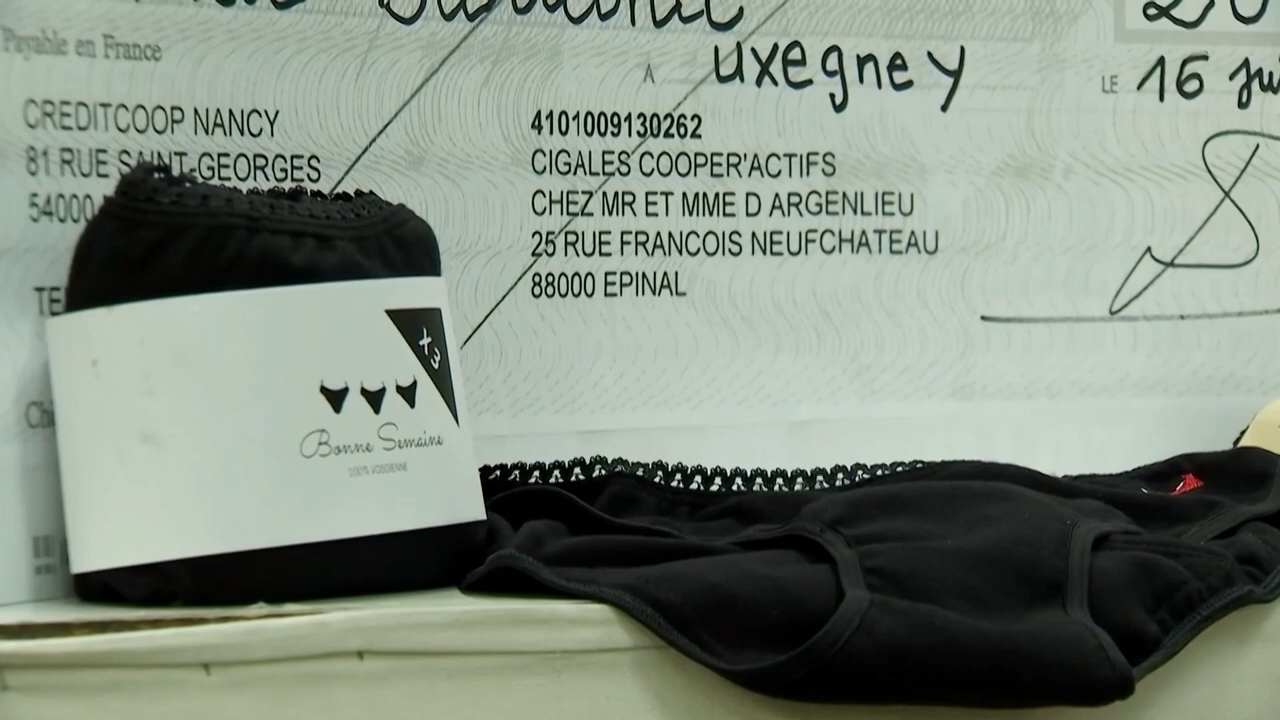 Payable en France
A uxegney
LE 16 jui
CREDITCOOP NANCY
81 RUE SAINT-GEORGES
54000
4101009130262
CIGALES COOPER'ACTIFS
CHEZ MR ET MME D ARGENLIEU
25 RUE FRANCOIS NEUFCHATEAU
88000 EPINAL
X3
Bonne Semaine
100% VOSGIENNE